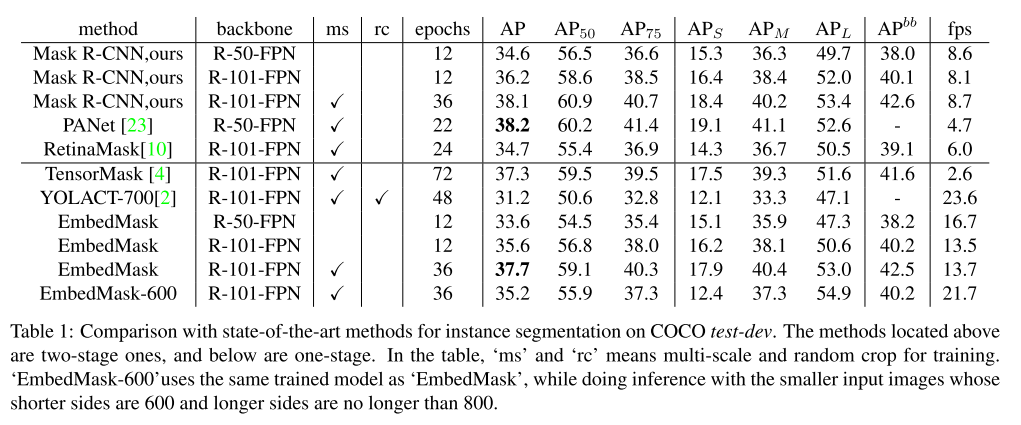 method backbone ms rc epochs AP AP50 AP75 APS APM APL APbb fps
Mask R-CNN,ours R-50-FPN 12 34.6 56.5 36.6 15.3 36.3 49.7 38.0 8.6
Mask R-CNN,ours R-101-FPN 12 36.2 58.6 38.5 16.4 38.4 52.0 40.1 8.1
Mask R-CNN,ours R-101-FPN ✓ 36 38.1 60.9 40.7 18.4 40.2 53.4 42.6 8.7
PANet [23] R-50-FPN ✓ 22 38.2 60.2 41.4 19.1 41.1 52.6 - 4.7
RetinaMask[10] R-101-FPN ✓ 24 34.7 55.4 36.9 14.3 36.7 50.5 39.1 6.0
TensorMask [4] R-101-FPN ✓ 72 37.3 59.5 39.5 17.5 39.3 51.6 41.6 2.6
YOLACT-700[2] R-101-FPN ✓ ✓ 48 31.2 50.6 32.8 12.1 33.3 47.1 - 23.6
EmbedMask R-50-FPN 12 33.6 54.5 35.4 15.1 35.9 47.3 38.2 16.7
EmbedMask R-101-FPN 12 35.6 56.8 38.0 16.2 38.1 50.6 40.2 13.5
EmbedMask R-101-FPN ✓ 36 37.7 59.1 40.3 17.9 40.4 53.0 42.5 13.7
EmbedMask-600 R-101-FPN ✓ 36 35.2 55.9 37.3 12.4 37.3 54.9 40.2 21.7
Table 1: Comparison with state-of-the-art methods for instance segmentation on COCO test-dev. The methods located above
are two-stage ones, and below are one-stage. In the table, ‘ms’ and ‘rc’ means multi-scale and random crop for training.
‘EmbedMask-600’uses the same trained model as ‘EmbedMask’, while doing inference with the smaller input images whose
shorter sides are 600 and longer sides are no longer than 800.